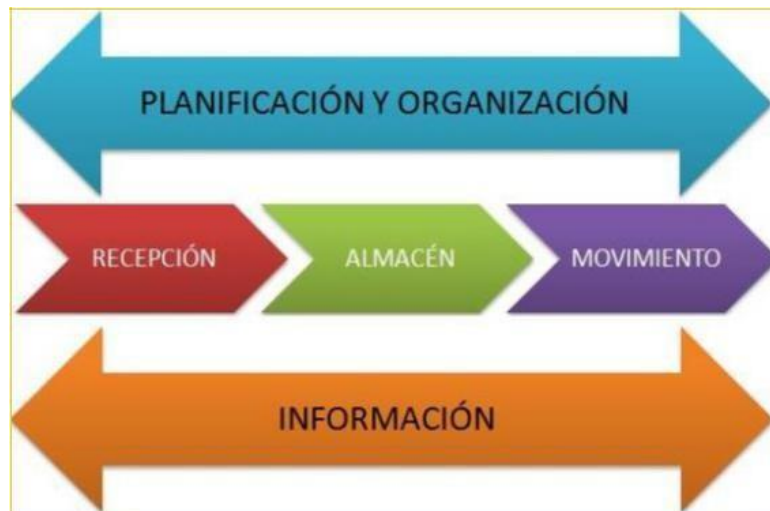 PLANIFICACIÓN Y ORGANIZACIÓN
RECEPCIÓN
ALMACÉN
MOVIMIENTO
INFORMACIÓN